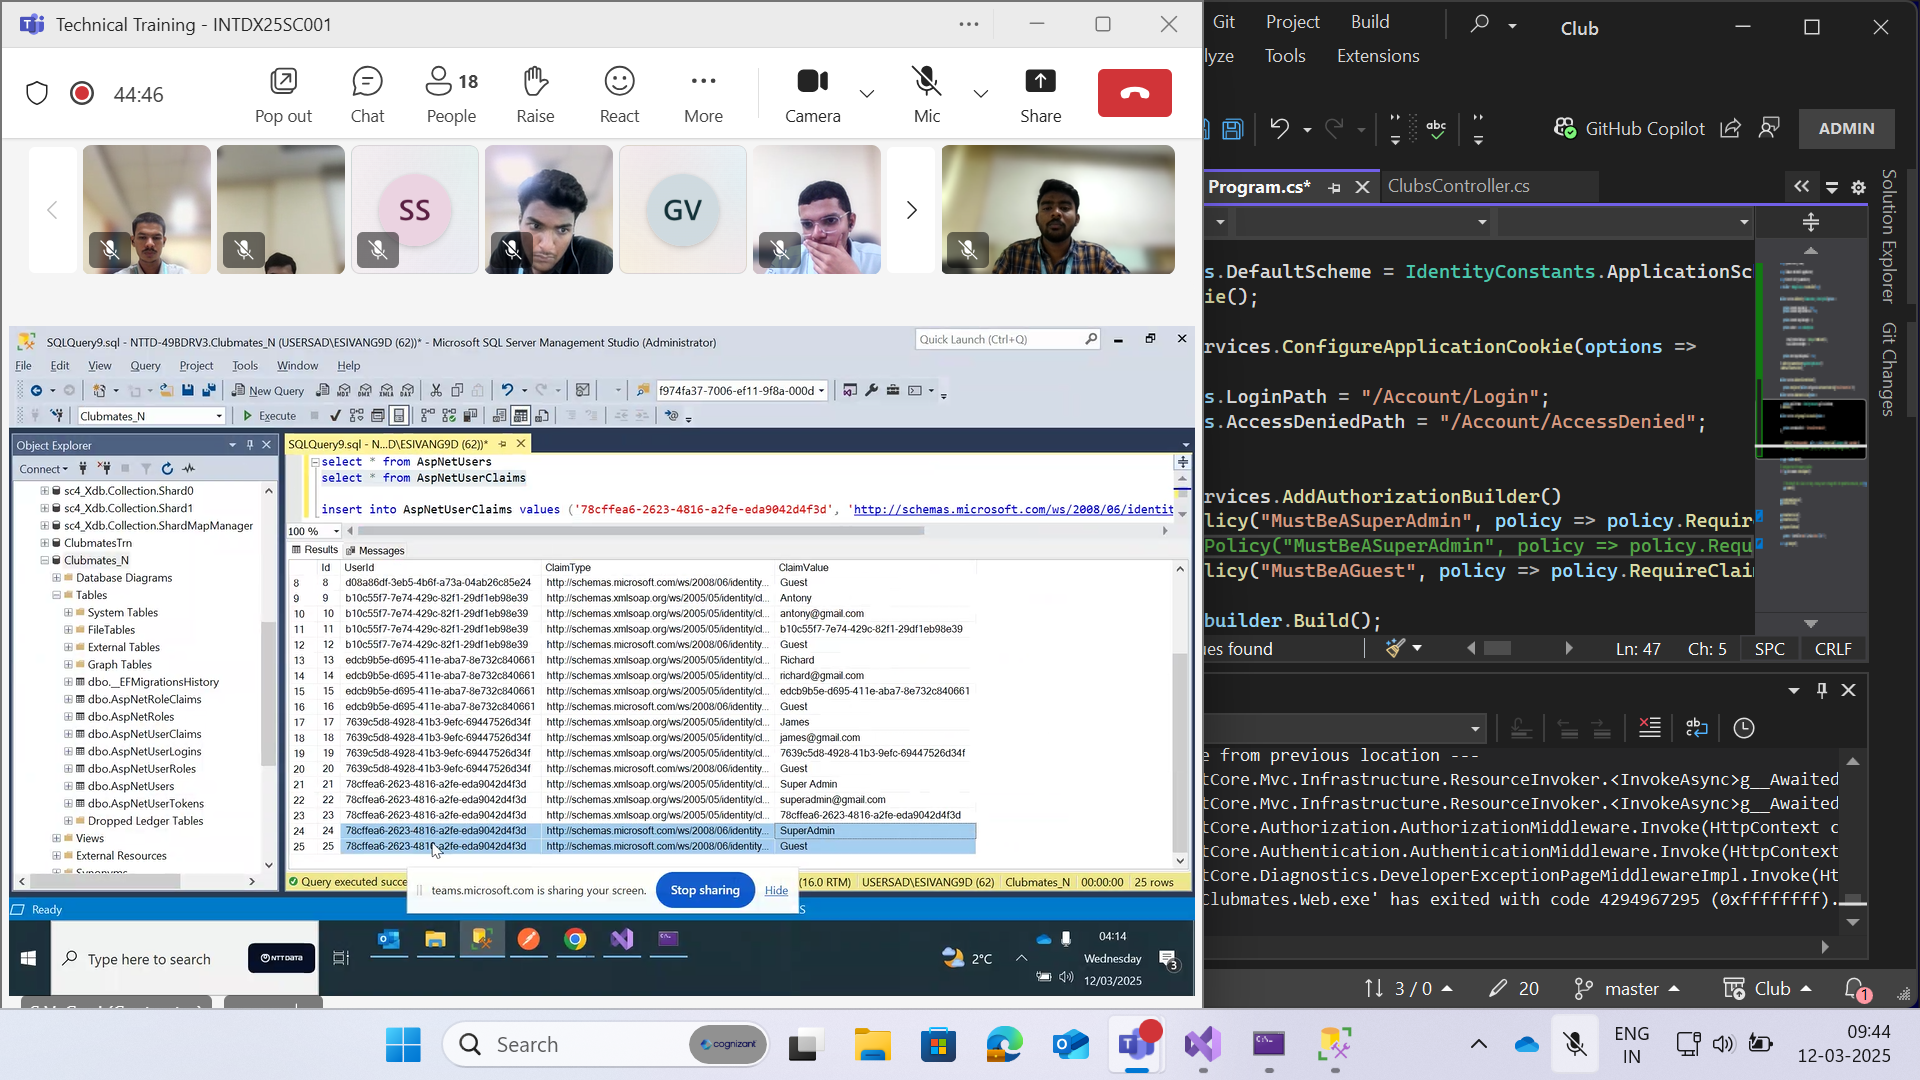 Technical Training - INTDX25SC001
44:46
Pop out
Chat
18
People
Raise
React
More
Camera
Mic
Share
SS
GV
SQLQuery9.sql - NTTD-49BDRV3.Clubmates_N (USERSAD\ESIVANG9D (62))* - Microsoft SQL Server Management Studio (Administrator)
Quick Launch (Ctrl+Q)
File Edit View Query Project Tools Window Help
New Query
f974fa37-7006-ef11-9f8a-000d
Clubmates_N
Execute
Object Explorer
Connect
sc4_Xdb.Collection.Shard0
sc4_Xdb.Collection.Shard1
sc4_Xdb.Collection.ShardMapManager
ClubmatesTrn
Clubmates_N
Database Diagrams
Tables
System Tables
FileTables
External Tables
Graph Tables
dbo.__EFMigrationsHistory
dbo.AspNetRoleClaims
dbo.AspNetRoles
dbo.AspNetUserClaims
dbo.AspNetUserLogins
dbo.AspNetUserRoles
dbo.AspNetUsers
dbo.AspNetUserTokens
Dropped Ledger Tables
Views
External Resources
Synonyms
SQLQuery9.sql - N...D\ESIVANG9D (62))*
select * from AspNetUsers
select * from AspNetUserClaims
insert into AspNetUserClaims values ('78cffea6-2623-4816-a2fe-eda9042d4f3d', 'http://schemas.microsoft.com/ws/2008/06/identit
100 %
Results Messages
Id UserId ClaimType ClaimValue
8 8 d08a86df-3eb5-4b6f-a73a-04ab26c85e24 http://schemas.microsoft.com/ws/2008/06/identity... Guest
9 9 b10c55f7-7e74-429c-82f1-29df1eb98e39 http://schemas.xmlsoap.org/ws/2005/05/identity/cl... Antony
10 10 b10c55f7-7e74-429c-82f1-29df1eb98e39 http://schemas.xmlsoap.org/ws/2005/05/identity/cl... antony@gmail.com
11 11 b10c55f7-7e74-429c-82f1-29df1eb98e39 http://schemas.xmlsoap.org/ws/2005/05/identity/cl... b10c55f7-7e74-429c-82f1-29df1eb98e39
12 12 b10c55f7-7e74-429c-82f1-29df1eb98e39 http://schemas.microsoft.com/ws/2008/06/identity... Guest
13 13 edcb9b5e-d695-411e-aba7-8e732c840661 http://schemas.xmlsoap.org/ws/2005/05/identity/cl... Richard
14 14 edcb9b5e-d695-411e-aba7-8e732c840661 http://schemas.xmlsoap.org/ws/2005/05/identity/cl... richard@gmail.com
15 15 edcb9b5e-d695-411e-aba7-8e732c840661 http://schemas.xmlsoap.org/ws/2005/05/identity/cl... edcb9b5e-d695-411e-aba7-8e732c840661
16 16 edcb9b5e-d695-411e-aba7-8e732c840661 http://schemas.microsoft.com/ws/2008/06/identity... Guest
17 17 7639c5d8-4928-41b3-9efc-69447526d34f http://schemas.xmlsoap.org/ws/2005/05/identity/cl... James
18 18 7639c5d8-4928-41b3-9efc-69447526d34f http://schemas.xmlsoap.org/ws/2005/05/identity/cl... james@gmail.com
19 19 7639c5d8-4928-41b3-9efc-69447526d34f http://schemas.xmlsoap.org/ws/2005/05/identity/cl... 7639c5d8-4928-41b3-9efc-69447526d34f
20 20 7639c5d8-4928-41b3-9efc-69447526d34f http://schemas.microsoft.com/ws/2008/06/identity... Guest
21 21 78cffea6-2623-4816-a2fe-eda9042d4f3d http://schemas.xmlsoap.org/ws/2005/05/identity/cl... Super Admin
22 22 78cffea6-2623-4816-a2fe-eda9042d4f3d http://schemas.xmlsoap.org/ws/2005/05/identity/cl... superadmin@gmail.com
23 23 78cffea6-2623-4816-a2fe-eda9042d4f3d http://schemas.xmlsoap.org/ws/2005/05/identity/cl... 78cffea6-2623-4816-a2fe-eda9042d4f3d
24 24 78cffea6-2623-4816-a2fe-eda9042d4f3d http://schemas.microsoft.com/ws/2008/06/identity... SuperAdmin
25 25 78cffea6-2623-4816-a2fe-eda9042d4f3d http://schemas.microsoft.com/ws/2008/06/identity... Guest
Query executed succe
(16.0 RTM) USERSAD\ESIVANG9D (62) Clubmates_N 00:00:00 25 rows
teams.microsoft.com is sharing your screen. Stop sharing Hide
Ready
Type here to search
NTT DATA
2°C
04:14
Wednesday
12/03/2025
3
Git Project Build
Club
lyze Tools Extensions
GitHub Copilot
ADMIN
Program.cs*
ClubsController.cs
Solution Explorer
Git Changes
s.DefaultScheme = IdentityConstants.ApplicationSc
ie();
rvices.ConfigureApplicationCookie(options =>
s.LoginPath = "/Account/Login";
s.AccessDeniedPath = "/Account/AccessDenied";
rvices.AddAuthorizationBuilder()
licy("MustBeASuperAdmin", policy => policy.Require
Policy("MustBeASuperAdmin", policy => policy.Requ
licy("MustBeAGuest", policy => policy.RequireClai
builder.Build();
ues found
Ln: 47 Ch: 5 SPC CRLF
e from previous location ---
tCore.Mvc.Infrastructure.ResourceInvoker.<InvokeAsync>g__Awaited
tCore.Mvc.Infrastructure.ResourceInvoker.<InvokeAsync>g__Awaited
tCore.Authorization.AuthorizationMiddleware.Invoke(HttpContext c
tCore.Authentication.AuthenticationMiddleware.Invoke(HttpContext
tCore.Diagnostics.DeveloperExceptionPageMiddlewareImpl.Invoke(Ht
Clubmates.Web.exe' has exited with code 4294967295 (0xffffffff).
3 / 0
20
master
Club
1
Search
cognizant
ENG
IN
09:44
12-03-2025